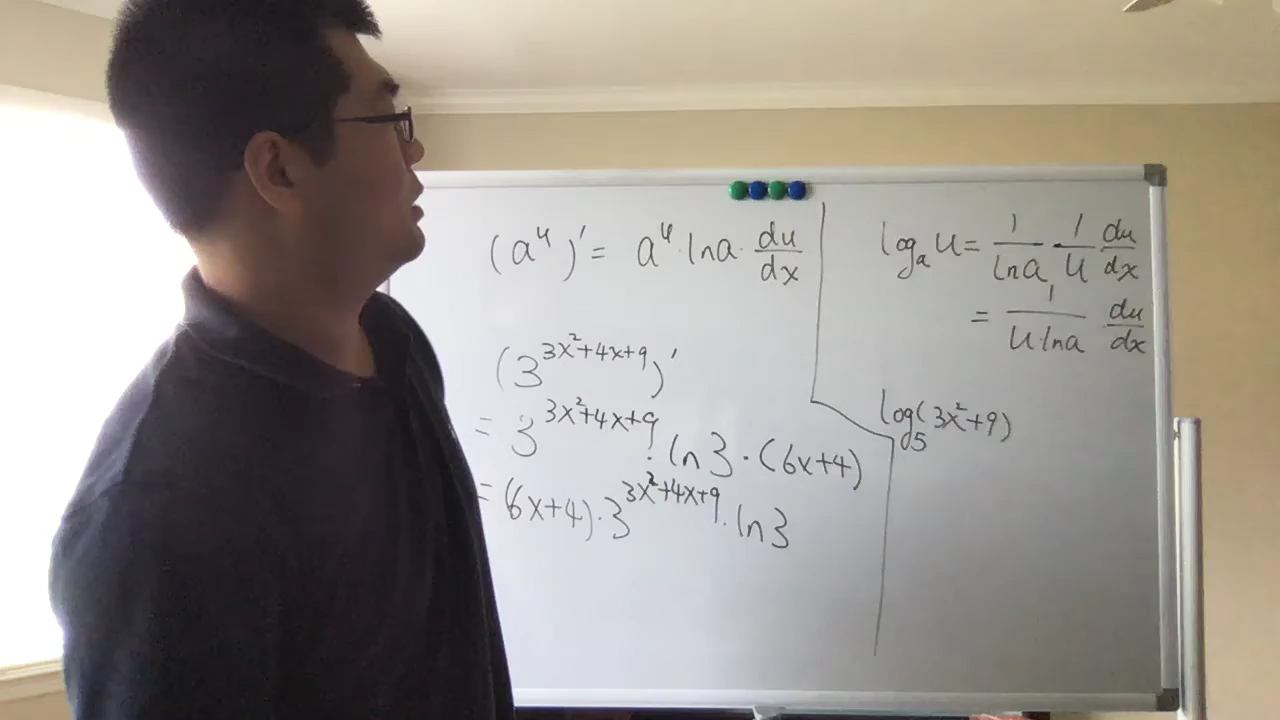 (a^u)' = a^u · ln a · du/dx
(3^(3x²+4x+9))'
= 3^(3x²+4x+9) · ln 3 · (6x+4)
= (6x+4) · 3^(3x²+4x+9) · ln 3
log_a u = 1/ln a 1/u du/dx
= 1/(u·ln a) du/dx
log_5(3x²+9)